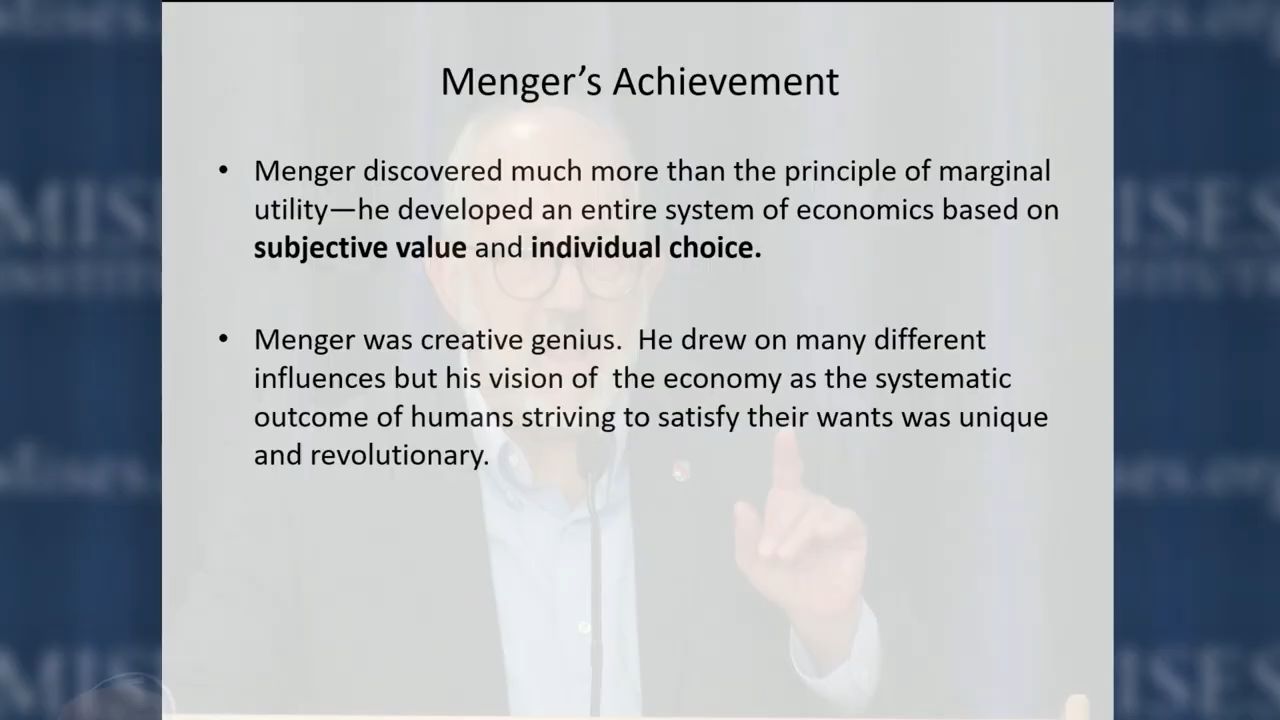 Menger’s Achievement
• Menger discovered much more than the principle of marginal
utility—he developed an entire system of economics based on
subjective value and individual choice.
• Menger was creative genius.  He drew on many different
influences but his vision of  the economy as the systematic
outcome of humans striving to satisfy their wants was unique
and revolutionary.